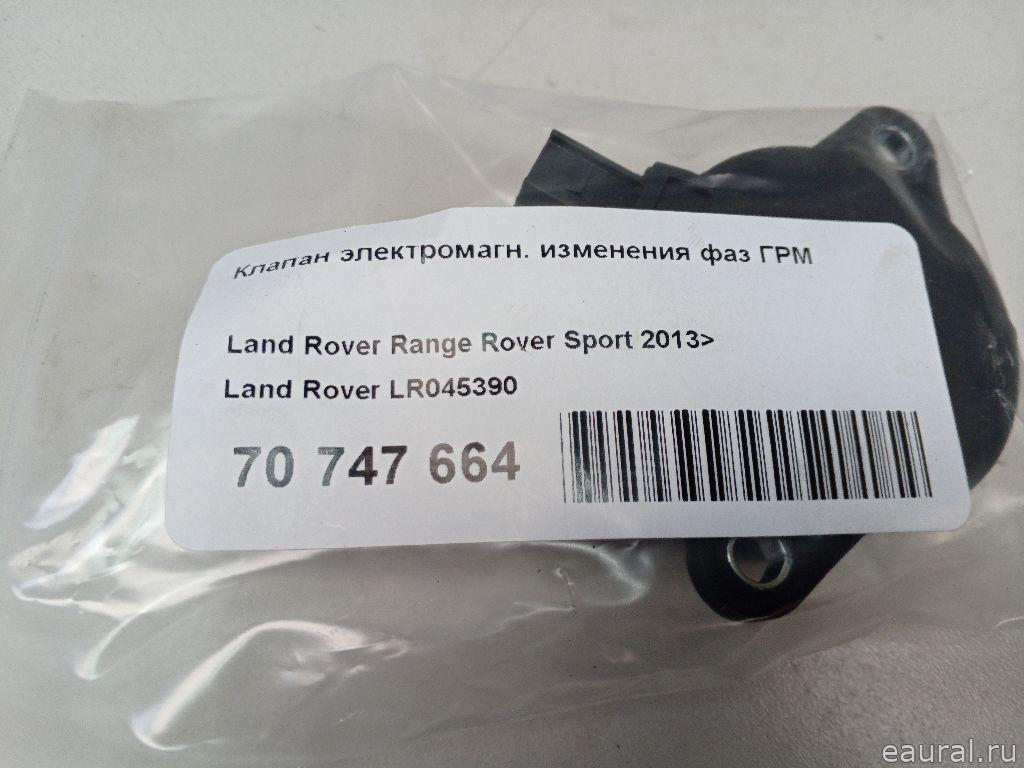 Клапан электромагн. изменения фаз ГРМ
Land Rover Range Rover Sport 2013>
Land Rover LR045390
70 747 664
eaural.ru